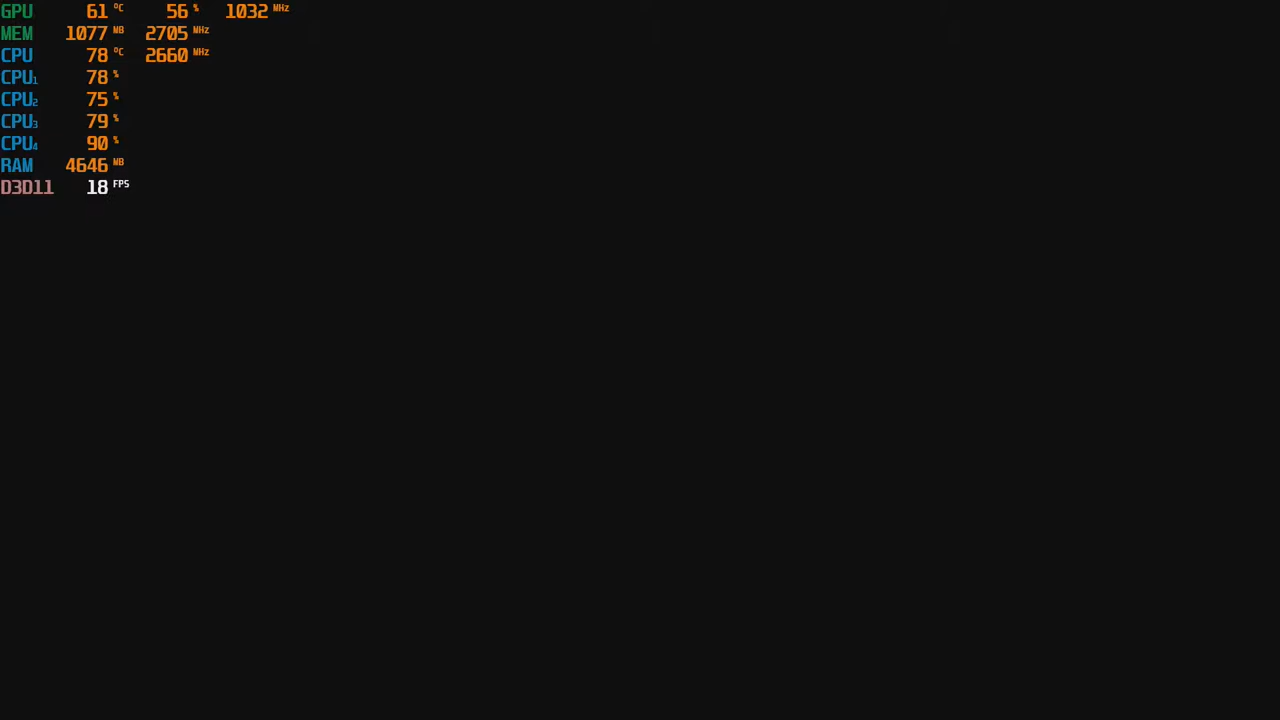 GPU 61 °C 56 % 1032 MHz
MEM 1077 MB 2705 MHz
CPU 78 °C 2660 MHz
CPU1 78 %
CPU2 75 %
CPU3 79 %
CPU4 90 %
RAM 4646 MB
D3D11 18 FPS